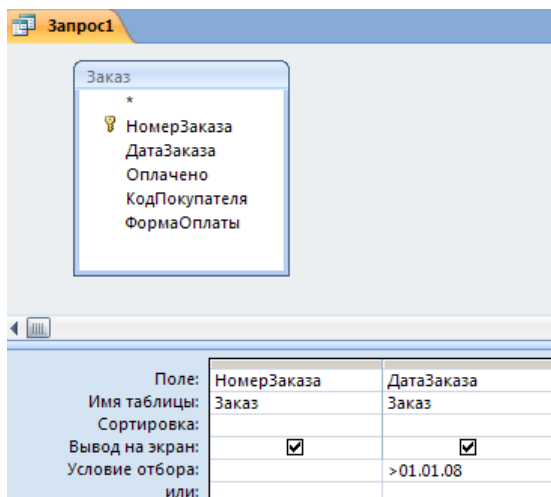 Запрос1
Заказ
*
НомерЗаказа
ДатаЗаказа
Оплачено
КодПокупателя
ФормаОплаты
Поле: НомерЗаказа ДатаЗаказа
Имя таблицы: Заказ Заказ
Сортировка:
Вывод на экран:
Условие отбора: >01.01.08
или: